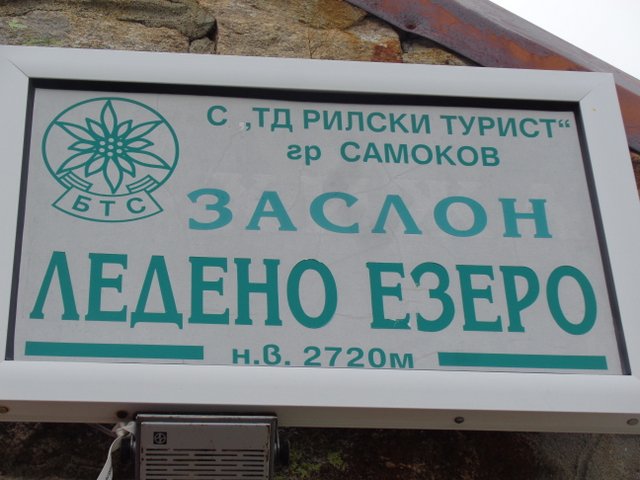 С „ТД РИЛСКИ ТУРИСТ“
гр САМОКОВ
БТС
ЗАСЛОН
ЛЕДЕНО ЕЗЕРО
н.в. 2720м